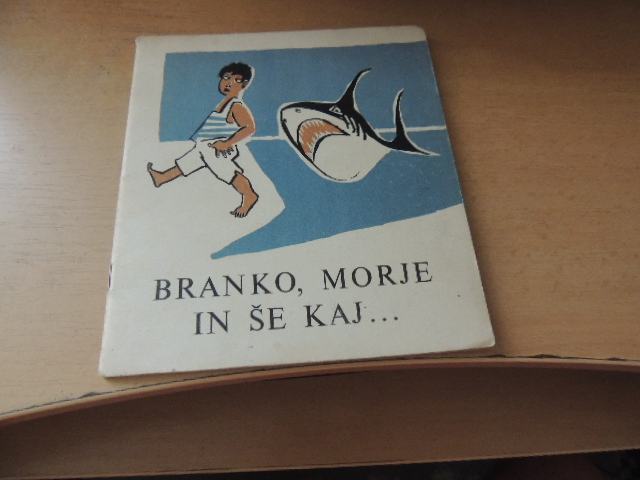 BRANKO, MORJE
IN ŠE KAJ...